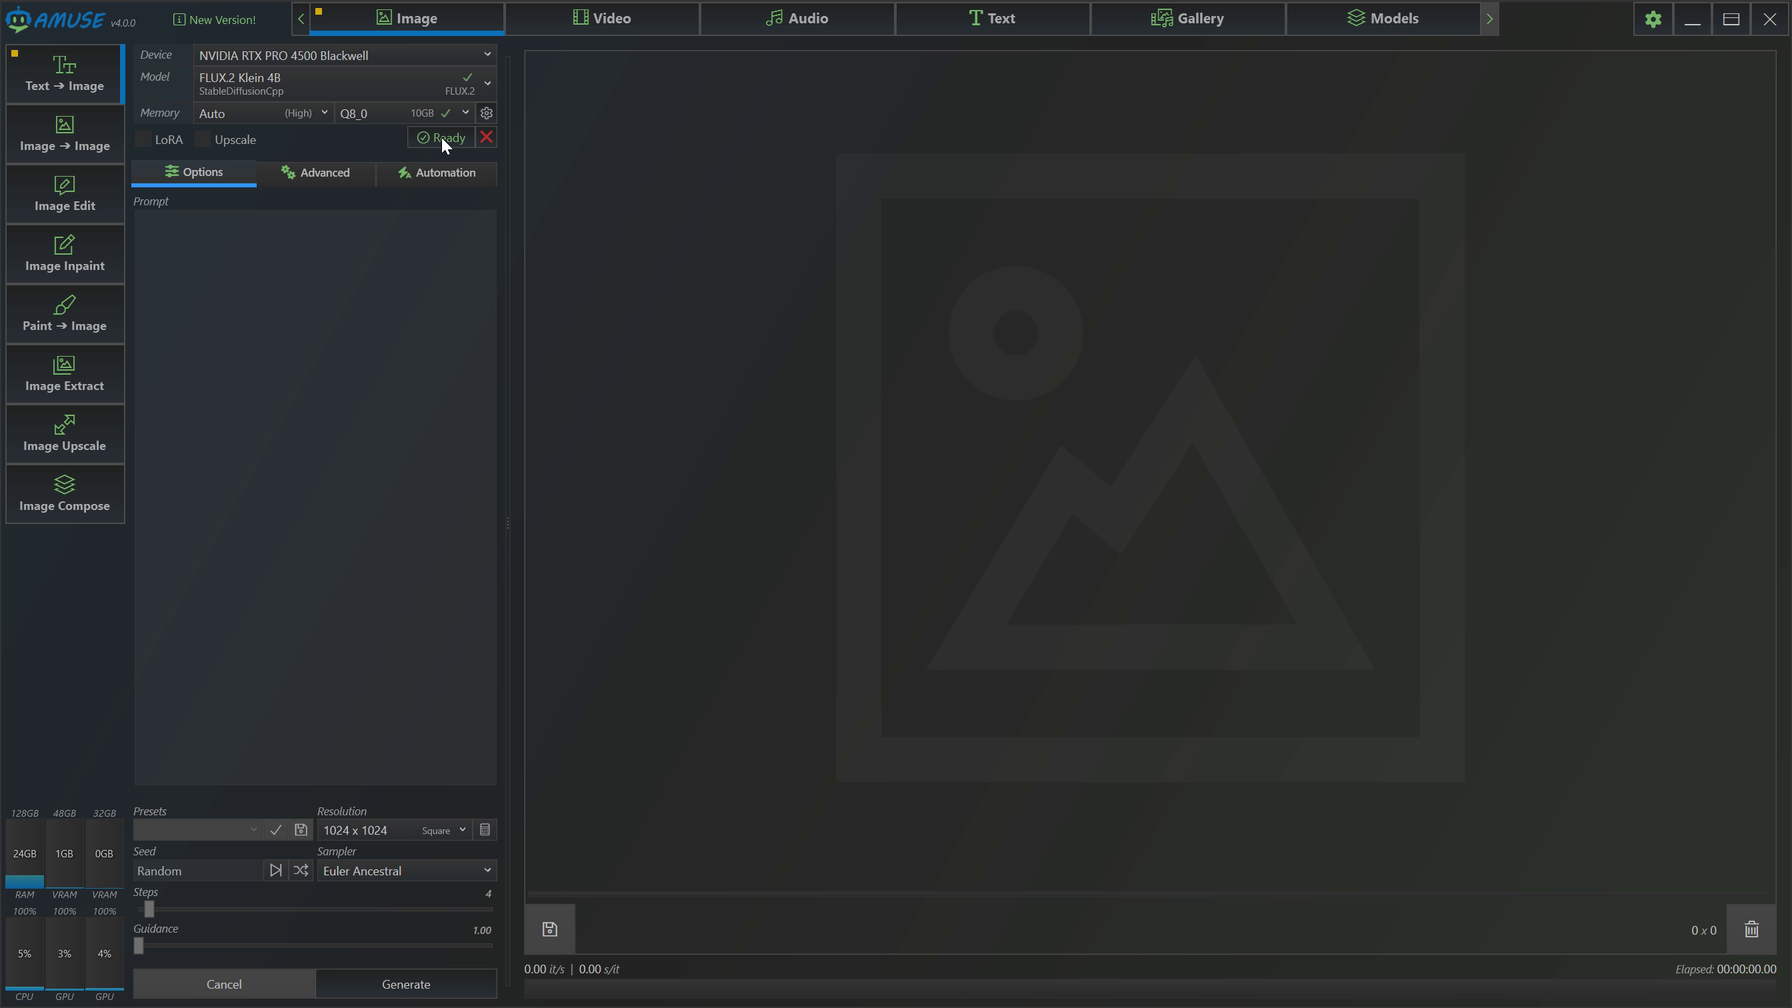 AMUSE v4.0.0
New Version!
Image
Video
Audio
Text
Gallery
Models
Text → Image
Image → Image
Image Edit
Image Inpaint
Paint → Image
Image Extract
Image Upscale
Image Compose
Device NVIDIA RTX PRO 4500 Blackwell
Model FLUX.2 Klein 4B
StableDiffusionCpp FLUX.2
Memory Auto (High) Q8_0 10GB
LoRA Upscale Ready
Options Advanced Automation
Prompt
Presets Resolution
1024 x 1024 Square
Seed Sampler
Random Euler Ancestral
Steps 4
Guidance 1.00
Cancel Generate
128GB 48GB 32GB
24GB 1GB 0GB
RAM VRAM VRAM
100% 100% 100%
5% 3% 4%
CPU GPU GPU
0 x 0
0.00 it/s | 0.00 s/it
Elapsed: 00:00:00.00